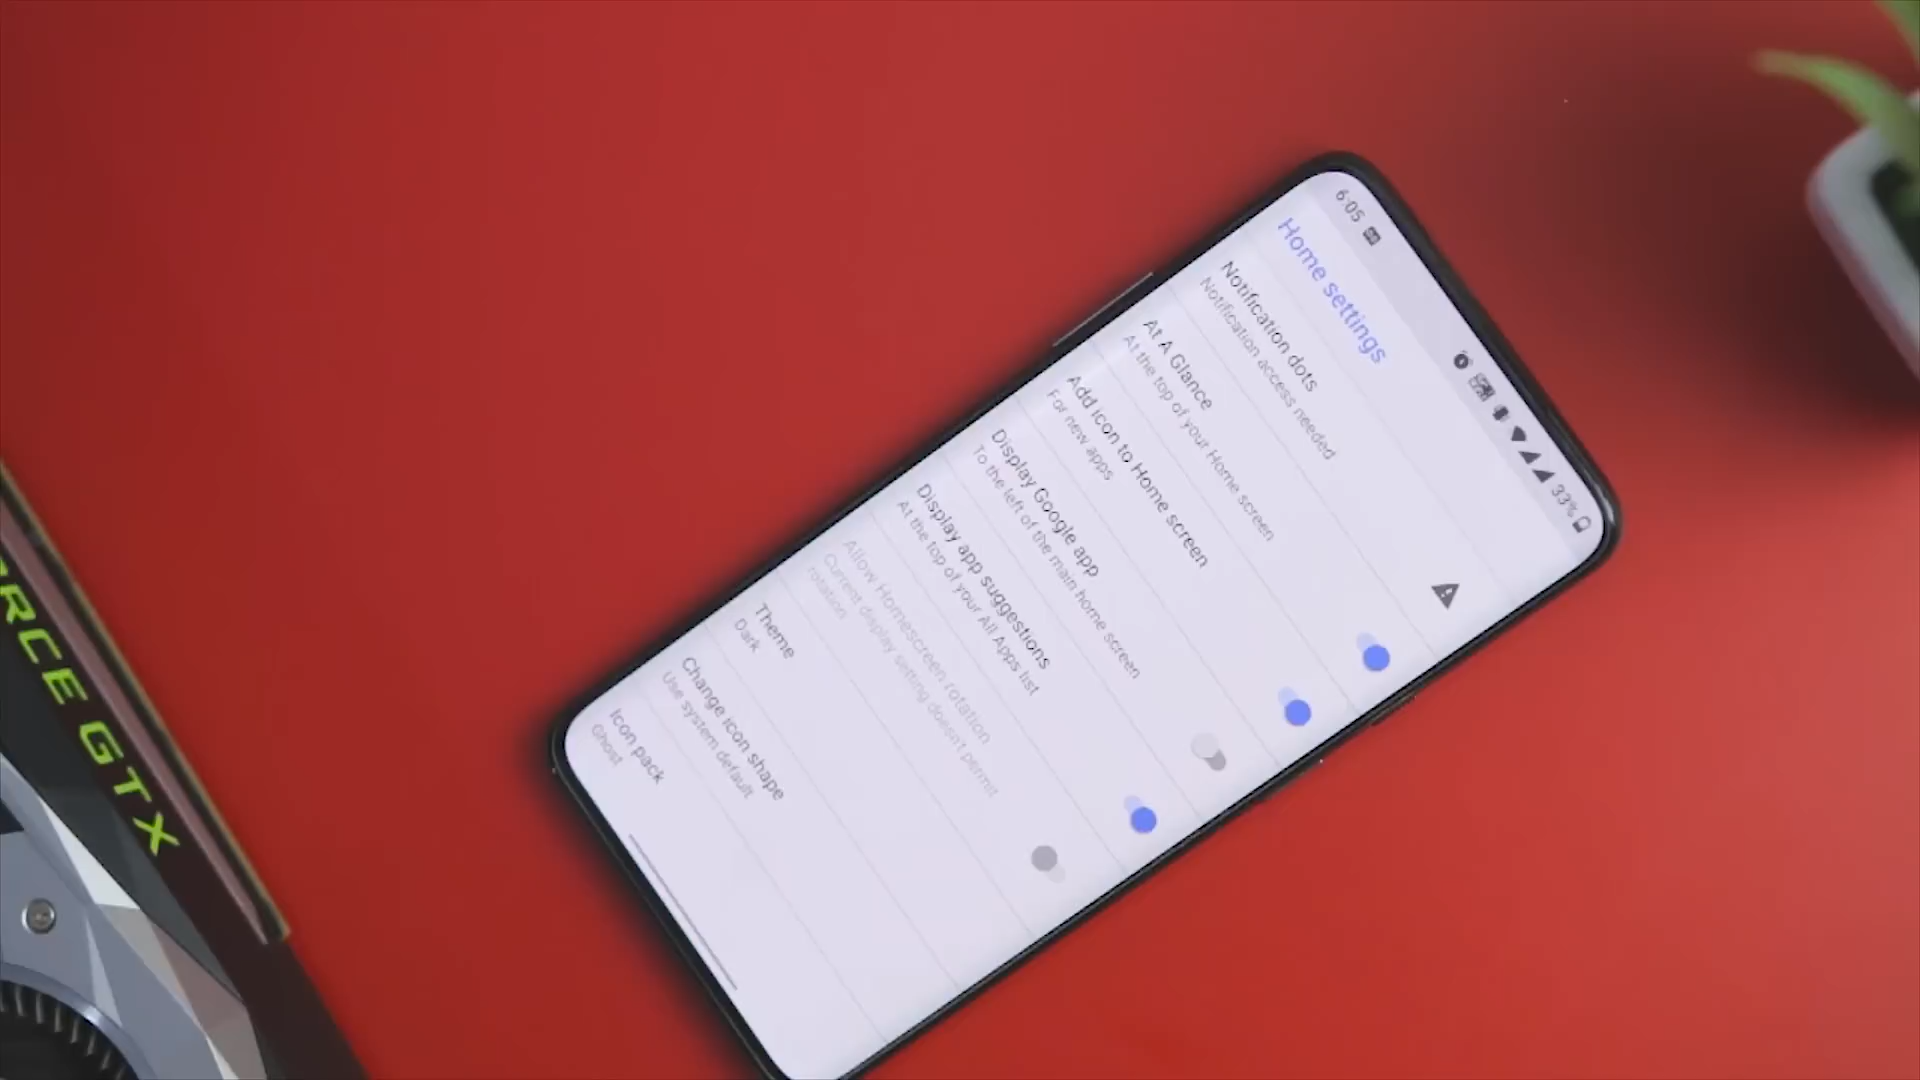 6:05
33%
Home settings
Notification dots
Notification access needed
At A Glance
At the top of your Home screen
Add icon to Home screen
For new apps
Display Google app
To the left of the main home screen
Display app suggestions
At the top of your All Apps list
Allow Homescreen rotation
Current display setting doesn't permit
rotation
Theme
Dark
Change icon shape
Use system default
Icon pack
Ghost
RCE GTX